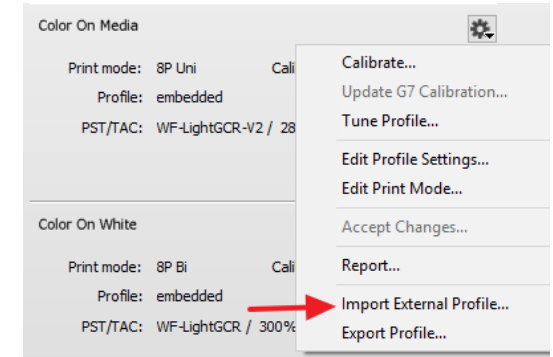 Color On Media
Print mode: 8P Uni Cali
Profile: embedded
PST/TAC: WF-LightGCR-V2 / 28
Color On White
Print mode: 8P Bi Cali
Profile: embedded
PST/TAC: WF-LightGCR / 300%
Calibrate...
Update G7 Calibration...
Tune Profile...
Edit Profile Settings...
Edit Print Mode...
Accept Changes...
Report...
Import External Profile...
Export Profile...